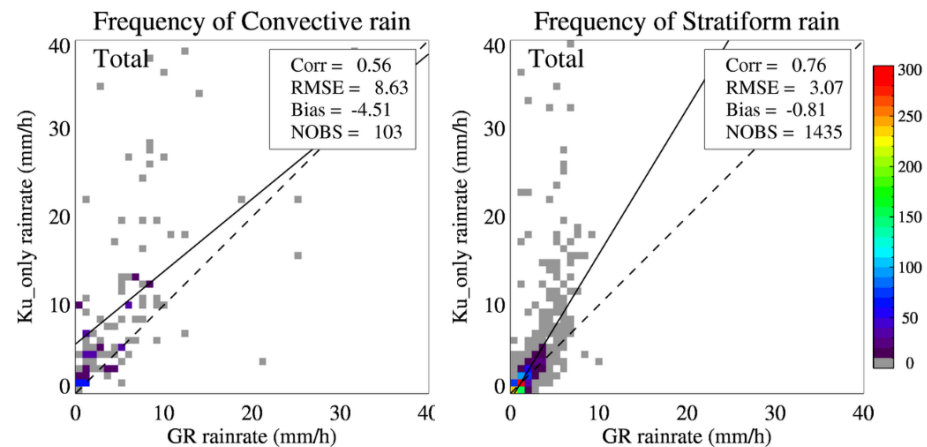 Frequency of Convective rain
Total
Corr = 0.56
RMSE = 8.63
Bias = -4.51
NOBS = 103
40
30
20
10
0
Ku_only rainrate (mm/h)
0 10 20 30 40
GR rainrate (mm/h)
Frequency of Stratiform rain
Total
Corr = 0.76
RMSE = 3.07
Bias = -0.81
NOBS = 1435
40
30
20
10
0
Ku_only rainrate (mm/h)
0 10 20 30 40
GR rainrate (mm/h)
300
250
200
150
100
50
0